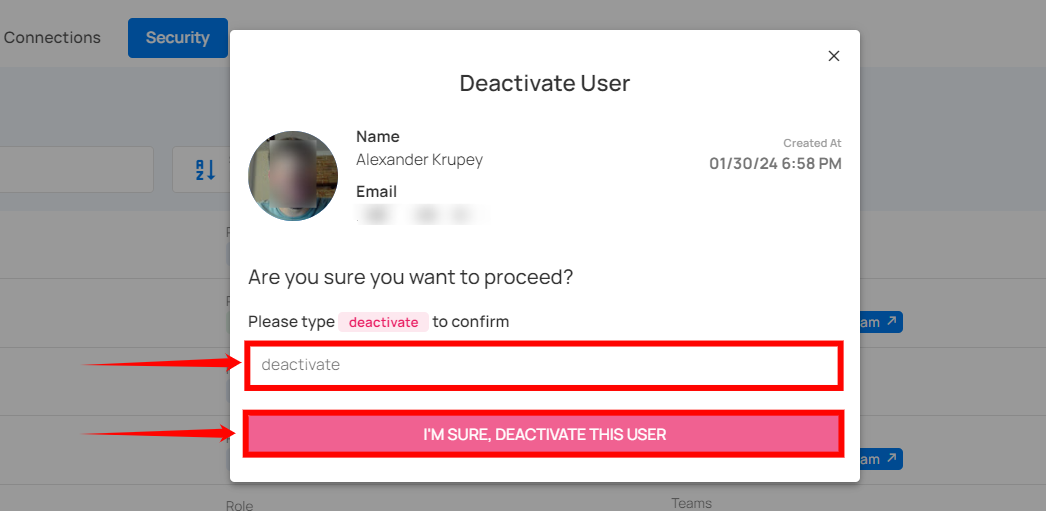 Connections
Security
Deactivate User
Name
Created At
Alexander Krupey
01/30/24 6:58 PM
Email
Are you sure you want to proceed?
Please type deactivate to confirm
deactivate
I'M SURE, DEACTIVATE THIS USER
Role
Teams